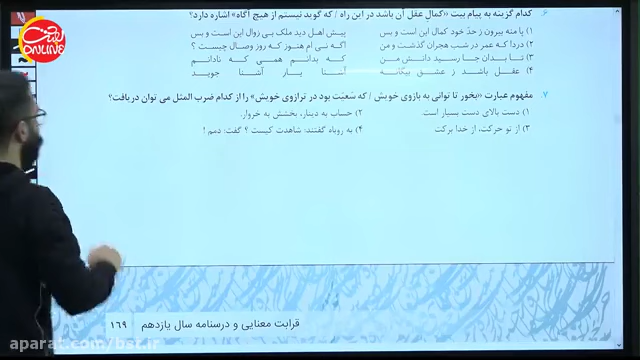 ۶. کدام گزینه به پیام بیت «کمال عقل آن باشد در این راه / که گوید نیستم از هیچ آگاه» اشاره دارد؟
۱) پا منه بیرون ز حدّ خود کمال این است و بس پیش اهل دید ملک بی زوال این است و بس
۲) دردا که عمر در شب هجران گذشت و من آگه نی ام هنوز که روز وصال چیست ؟
۳) تا بدان جا رسید دانش من که بدانم همی که نادانم
۴) عقل باشد ز عشق بیگانه آشنا یار آشنا جوید
۷. مفهوم عبارت «بخور تا توانی به بازوی خویش / که سَعیَت بود در ترازوی خویش» را از کدام ضرب المثل می توان دریافت؟
۱) دست بالای دست بسیار است ۲) حساب به دینار، بخشش به خروار.
۳) از تو حرکت، از خدا برکت ۴) به روباه گفتند: شاهدت کیست ؟ گفت: دمم !
قرابت معنایی و درسنامه سال یازدهم ۱۶۹
ONLINE
aparat.com/bst.ir